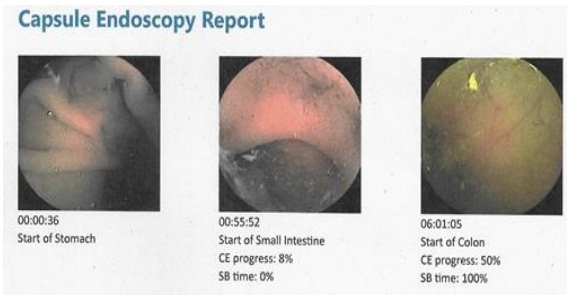 Capsule Endoscopy Report
00:00:36
Start of Stomach
00:55:52
Start of Small Intestine
CE progress: 8%
SB time: 0%
06:01:05
Start of Colon
CE progress: 50%
SB time: 100%